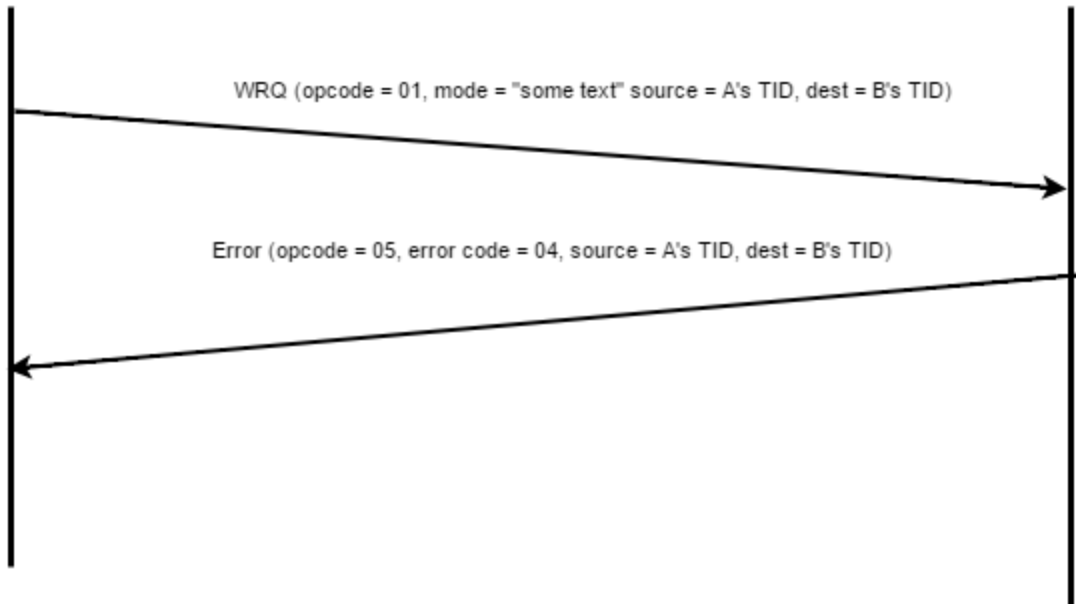 WRQ (opcode = 01, mode = "some text" source = A's TID, dest = B's TID)
Error (opcode = 05, error code = 04, source = A's TID, dest = B's TID)